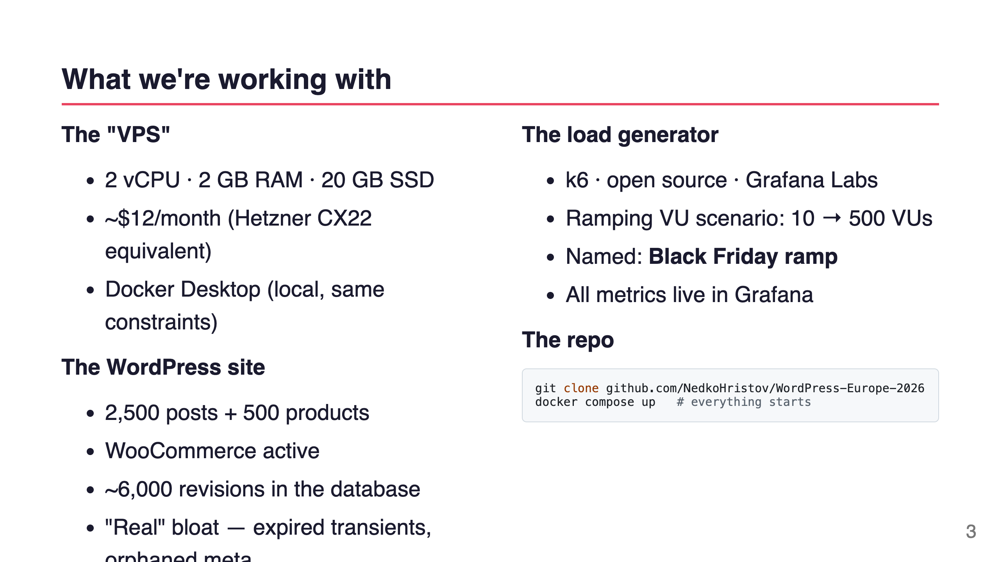 What we're working with
The "VPS"
• 2 vCPU · 2 GB RAM · 20 GB SSD
• ~$12/month (Hetzner CX22
equivalent)
• Docker Desktop (local, same
constraints)
The WordPress site
• 2,500 posts + 500 products
• WooCommerce active
• ~6,000 revisions in the database
• "Real" bloat — expired transients,
orphaned meta
The load generator
• k6 · open source · Grafana Labs
• Ramping VU scenario: 10 → 500 VUs
• Named: Black Friday ramp
• All metrics live in Grafana
The repo
git clone github.com/NedkoHristov/WordPress-Europe-2026
docker compose up   # everything starts
3